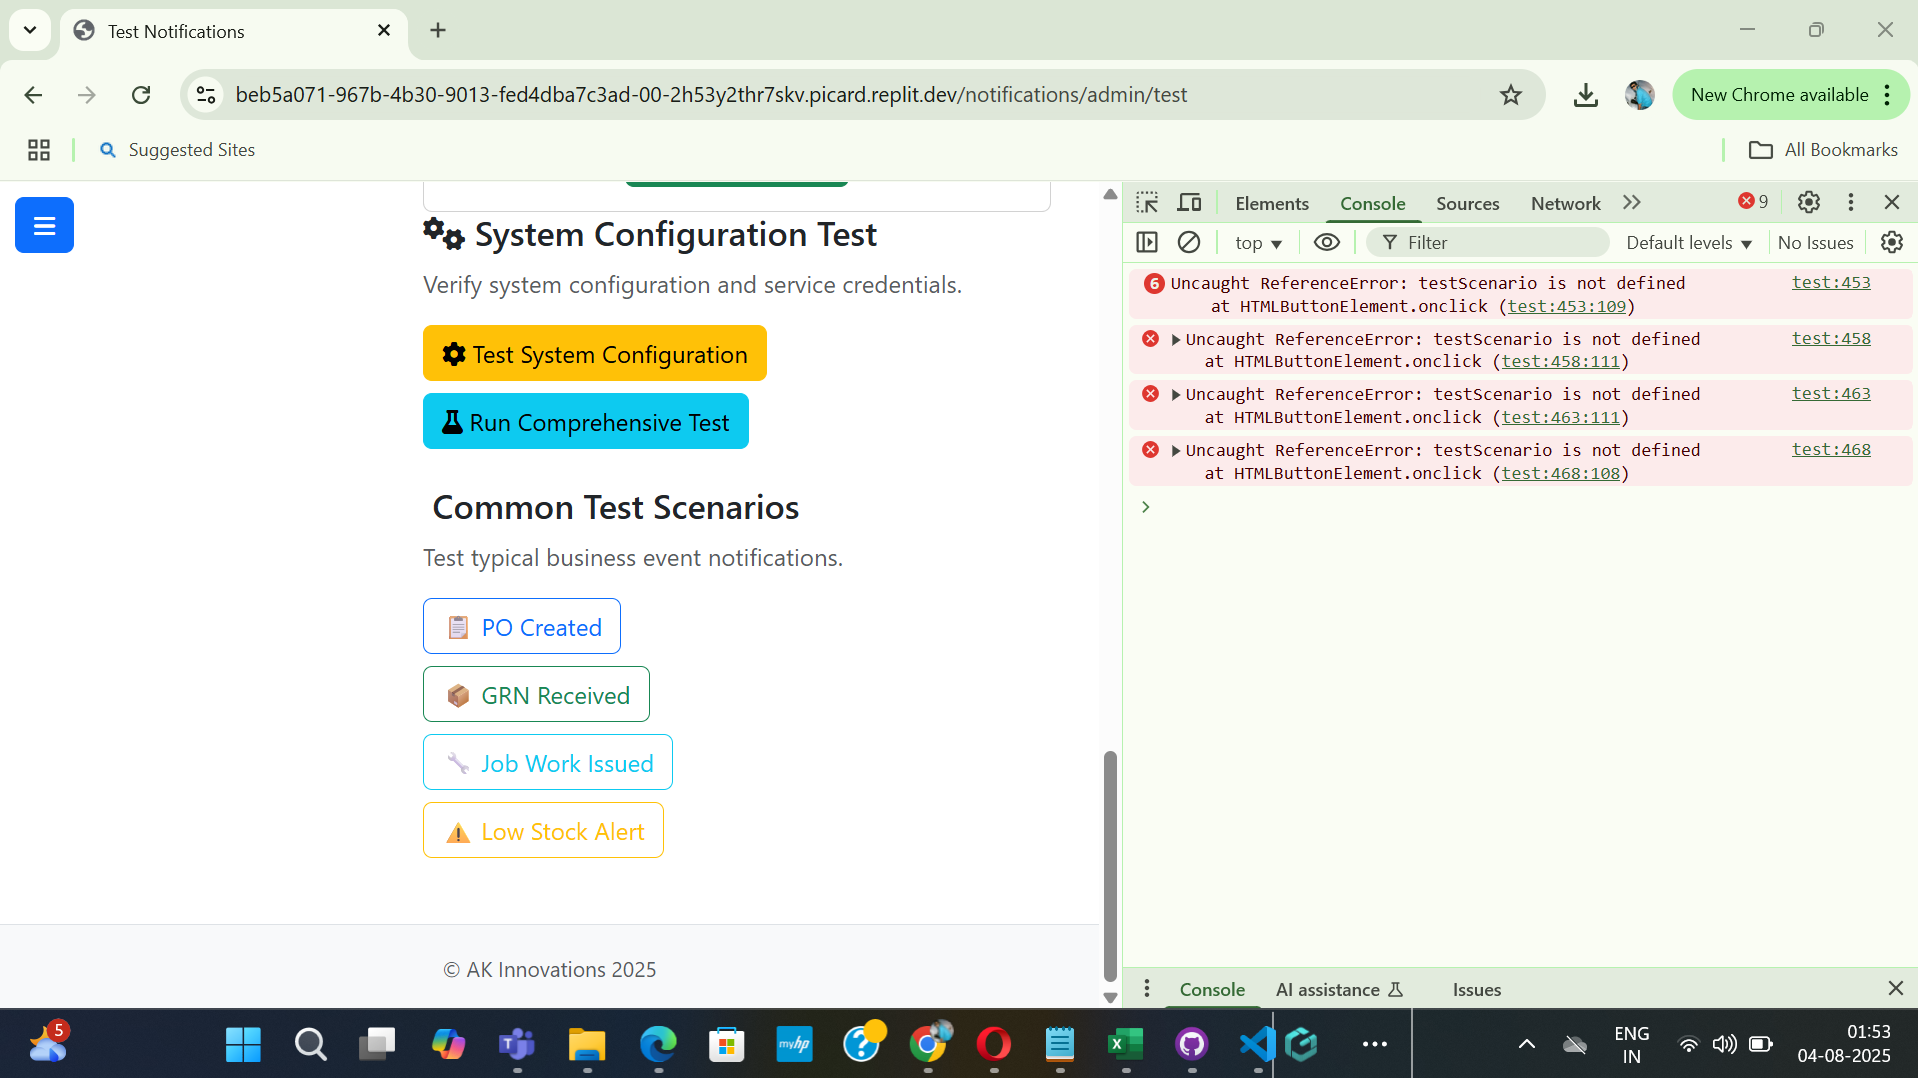 Test Notifications
beb5a071-967b-4b30-9013-fed4dba7c3ad-00-2h53y2thr7skv.picard.replit.dev/notifications/admin/test
New Chrome available
Suggested Sites
All Bookmarks
System Configuration Test
Verify system configuration and service credentials.
Test System Configuration
Run Comprehensive Test
Common Test Scenarios
Test typical business event notifications.
PO Created
GRN Received
Job Work Issued
Low Stock Alert
© AK Innovations 2025
Elements Console Sources Network 9
top Filter Default levels No Issues
6 Uncaught ReferenceError: testScenario is not defined test:453
at HTMLButtonElement.onclick (test:453:109)
Uncaught ReferenceError: testScenario is not defined test:458
at HTMLButtonElement.onclick (test:458:111)
Uncaught ReferenceError: testScenario is not defined test:463
at HTMLButtonElement.onclick (test:463:111)
Uncaught ReferenceError: testScenario is not defined test:468
at HTMLButtonElement.onclick (test:468:108)
Console AI assistance Issues
5
myhp
ENG
IN
01:53
04-08-2025